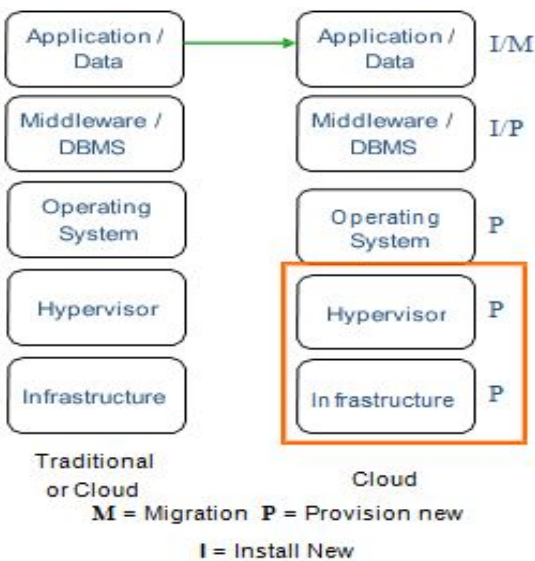 Application /
Data
Application /
Data
I/M
Middleware /
DBMS
Middleware /
DBMS
I/P
Operating
System
Operating
System
P
Hypervisor
Hypervisor
P
Infrastructure
Infrastructure
P
Traditional
or Cloud
Cloud
M = Migration P = Provision new
I = Install New